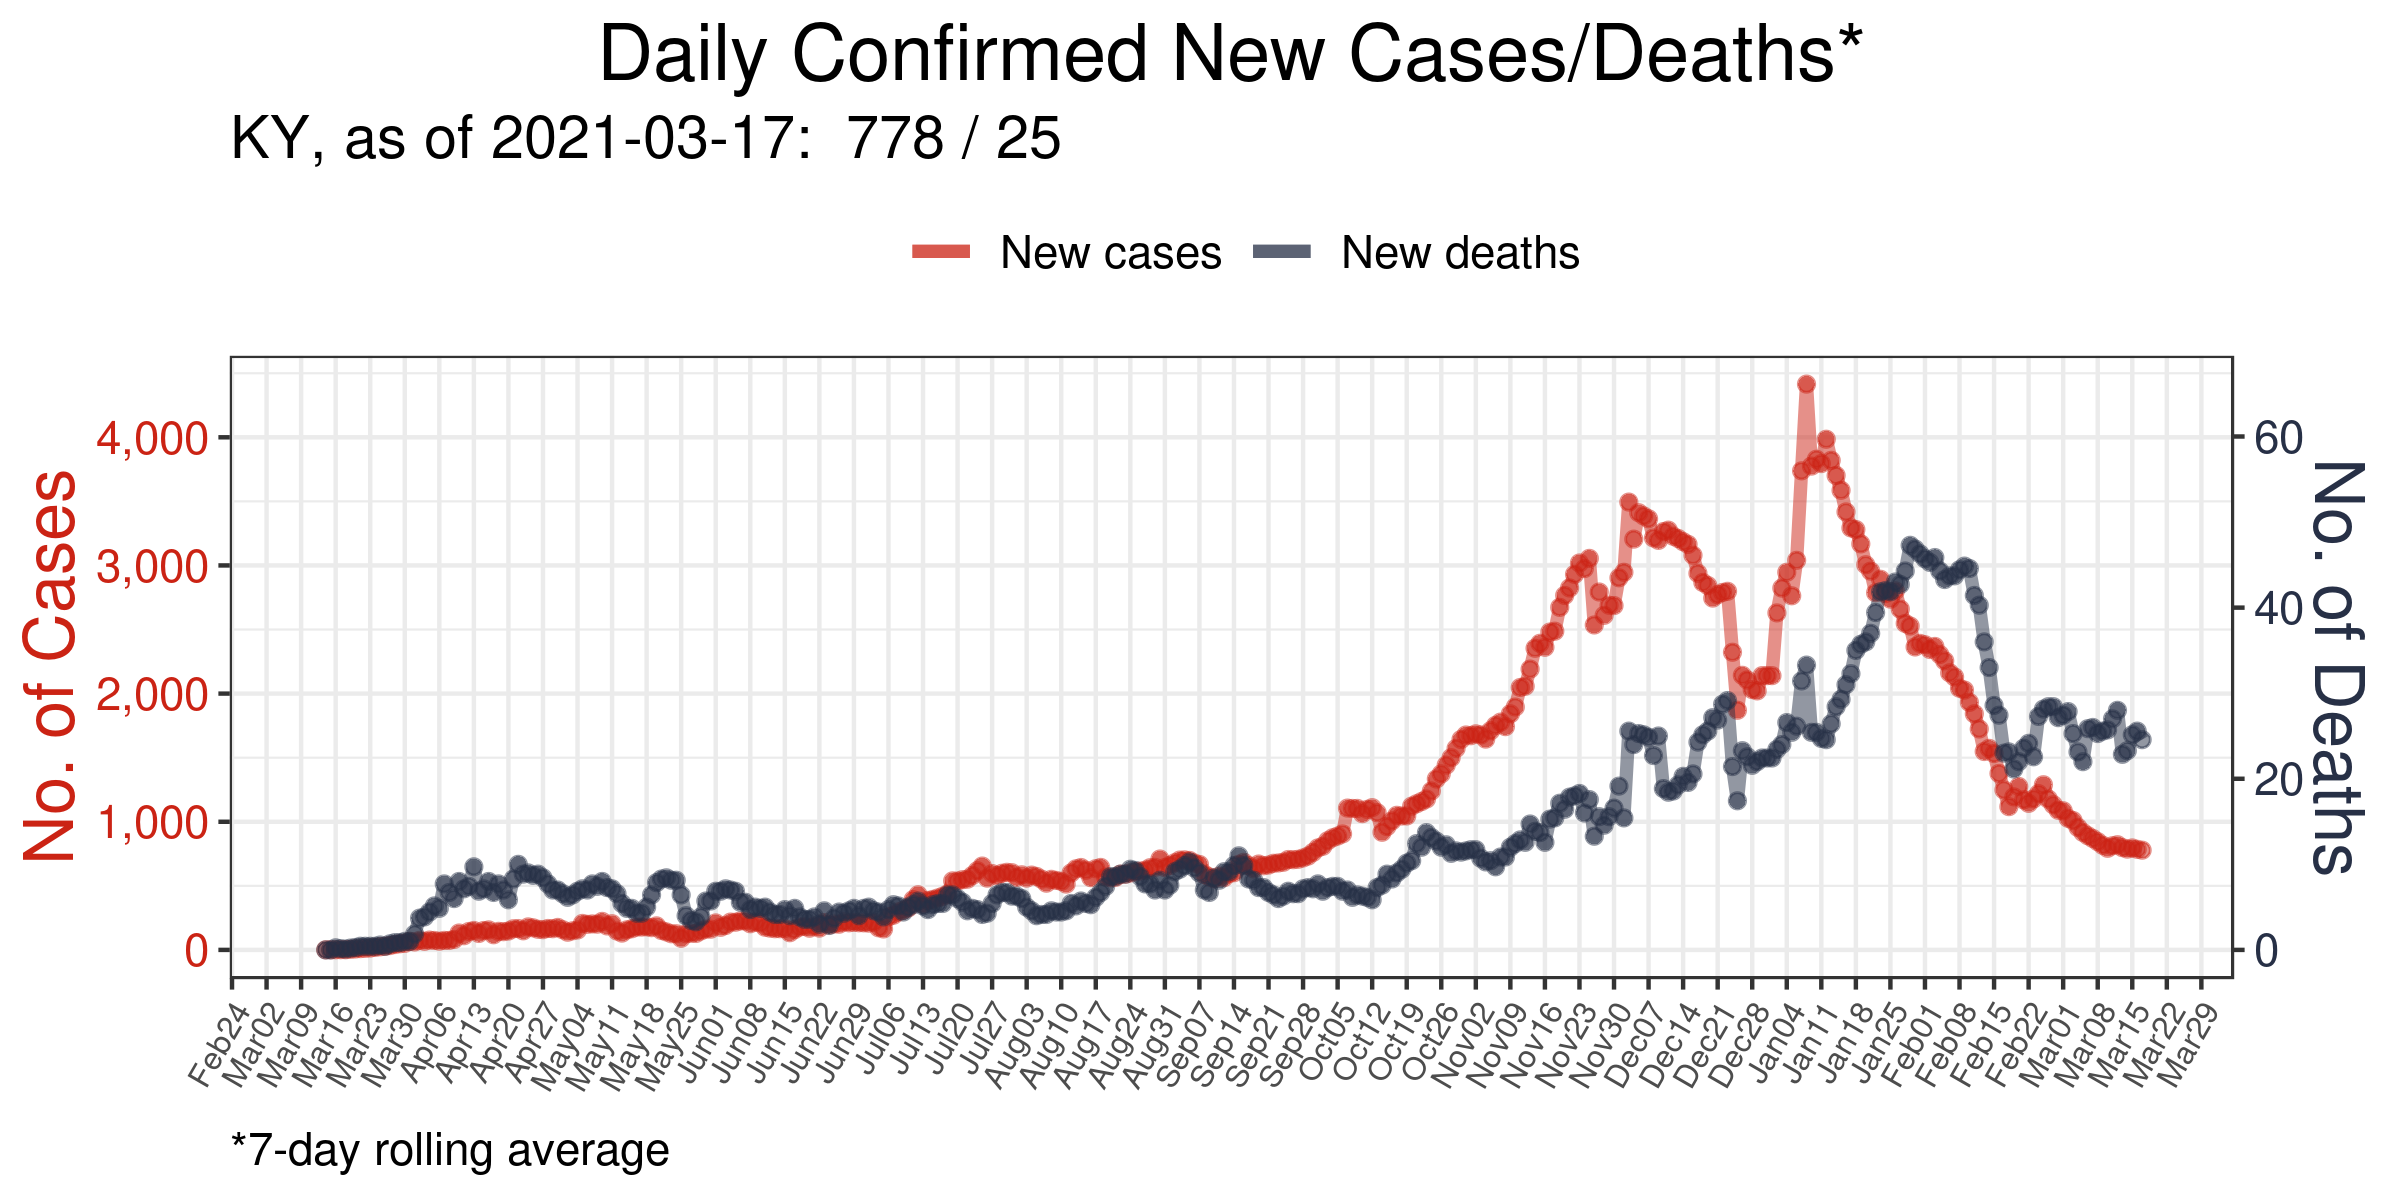 Daily Confirmed New Cases/Deaths*
KY, as of 2021-03-17:  778 / 25
New cases New deaths
No. of Cases
4,000
3,000
2,000
1,000
0
60
40
20
0
No. of Deaths
Feb24 Mar02 Mar09 Mar16 Mar23 Mar30 Apr06 Apr13 Apr20 Apr27 May04 May11 May18 May25 Jun01 Jun08 Jun15 Jun22 Jun29 Jul06 Jul13 Jul20 Jul27 Aug03 Aug10 Aug17 Aug24 Aug31 Sep07 Sep14 Sep21 Sep28 Oct05 Oct12 Oct19 Oct26 Nov02 Nov09 Nov16 Nov23 Nov30 Dec07 Dec14 Dec21 Dec28 Jan04 Jan11 Jan18 Jan25 Feb01 Feb08 Feb15 Feb22 Mar01 Mar08 Mar15 Mar22 Mar29
*7-day rolling average